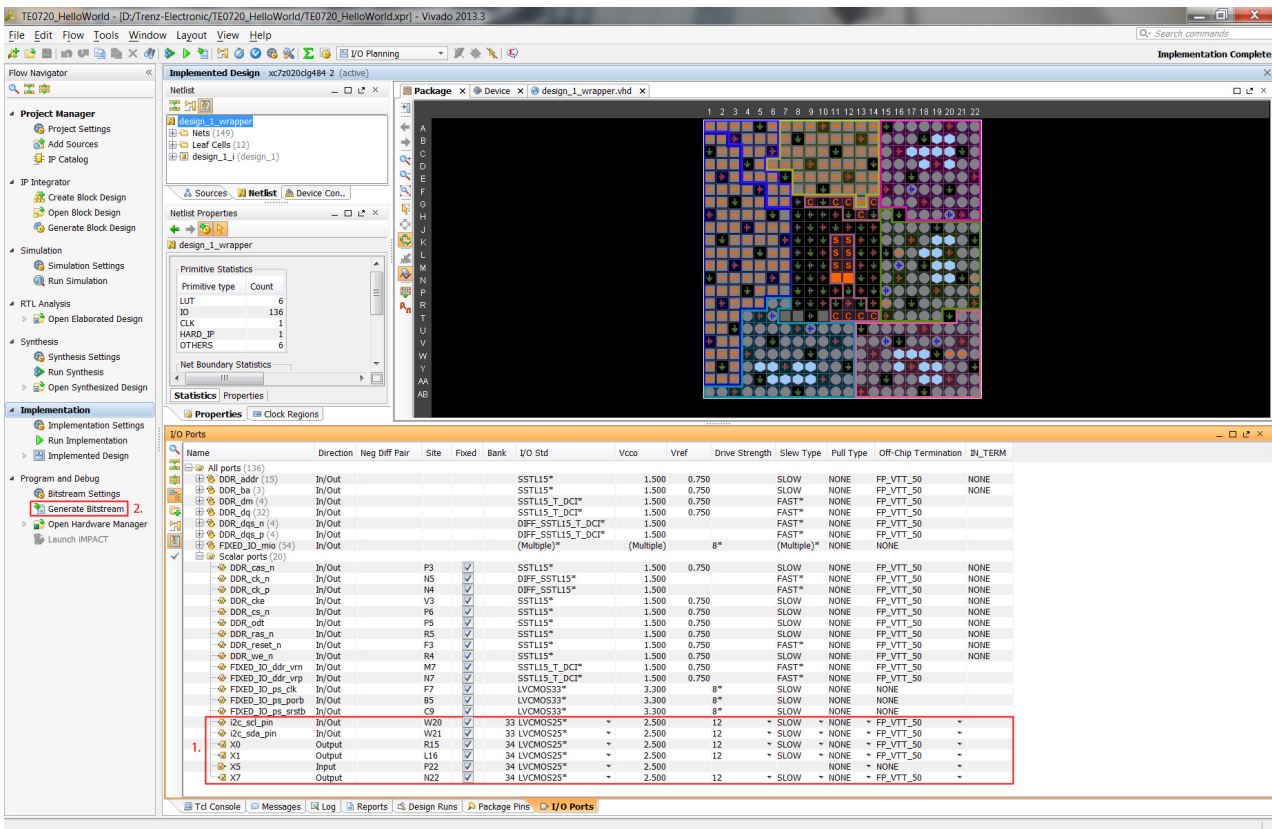 TE0720_HelloWorld - [D:/Trenz-Electronic/TE0720_HelloWorld/TE0720_HelloWorld.xpr] - Vivado 2013.3
File Edit Flow Tools Window Layout View Help
Q- Search commands
I/O Planning
Implementation Complete
Flow Navigator
Project Manager
Project Settings
Add Sources
IP Catalog
IP Integrator
Create Block Design
Open Block Design
Generate Block Design
Simulation
Simulation Settings
Run Simulation
RTL Analysis
Open Elaborated Design
Synthesis
Synthesis Settings
Run Synthesis
Open Synthesized Design
Implementation
Implementation Settings
Run Implementation
Implemented Design
Program and Debug
Bitstream Settings
Generate Bitstream 2.
Open Hardware Manager
Launch iMPACT
Implemented Design - xc7z020clg484-2 (active)
Netlist
design_1_wrapper
Nets (149)
Leaf Cells (12)
design_1_i (design_1)
Sources Netlist Device Con..
Netlist Properties
design_1_wrapper
Primitive Statistics
Primitive type Count
LUT 6
IO 136
CLK 1
HARD_IP 1
OTHERS 6
Net Boundary Statistics
Statistics Properties
Properties Clock Regions
Package Device design_1_wrapper.vhd
1 2 3 4 5 6 7 8 9 10 11 12 13 14 15 16 17 18 19 20 21 22
A
B
C
D
E
F
G C C C C
H C
J
K S S
L
M S S
N
P
R
T C C C C
U
V
W
Y
AA
AB
I/O Ports
Name Direction Neg Diff Pair Site Fixed Bank I/O Std Vcco Vref Drive Strength Slew Type Pull Type Off-Chip Termination IN_TERM
All ports (136)
DDR_addr (15) In/Out SSTL15* 1.500 0.750 SLOW NONE FP_VTT_50 NONE
DDR_ba (3) In/Out SSTL15* 1.500 0.750 SLOW NONE FP_VTT_50 NONE
DDR_dm (4) In/Out SSTL15_T_DCI* 1.500 0.750 FAST* NONE FP_VTT_50
DDR_dq (32) In/Out SSTL15_T_DCI* 1.500 0.750 FAST* NONE FP_VTT_50
DDR_dqs_n (4) In/Out DIFF_SSTL15_T_DCI* 1.500 FAST* NONE FP_VTT_50
DDR_dqs_p (4) In/Out DIFF_SSTL15_T_DCI* 1.500 FAST* NONE FP_VTT_50
FIXED_IO_mio (54) In/Out (Multiple)* (Multiple) 8* (Multiple)* NONE NONE
Scalar ports (20)
DDR_cas_n In/Out P3 SSTL15* 1.500 0.750 SLOW NONE FP_VTT_50 NONE
DDR_ck_n In/Out N5 DIFF_SSTL15* 1.500 FAST* NONE FP_VTT_50 NONE
DDR_ck_p In/Out N4 DIFF_SSTL15* 1.500 FAST* NONE FP_VTT_50 NONE
DDR_cke In/Out V3 SSTL15* 1.500 0.750 SLOW NONE FP_VTT_50 NONE
DDR_cs_n In/Out P6 SSTL15* 1.500 0.750 SLOW NONE FP_VTT_50 NONE
DDR_odt In/Out P5 SSTL15* 1.500 0.750 SLOW NONE FP_VTT_50 NONE
DDR_ras_n In/Out R5 SSTL15* 1.500 0.750 SLOW NONE FP_VTT_50 NONE
DDR_reset_n In/Out F3 SSTL15* 1.500 0.750 FAST* NONE FP_VTT_50 NONE
DDR_we_n In/Out R4 SSTL15* 1.500 0.750 SLOW NONE FP_VTT_50 NONE
FIXED_IO_ddr_vrn In/Out M7 SSTL15_T_DCI* 1.500 0.750 FAST* NONE FP_VTT_50
FIXED_IO_ddr_vrp In/Out N7 SSTL15_T_DCI* 1.500 0.750 FAST* NONE FP_VTT_50
FIXED_IO_ps_clk In/Out F7 LVCMOS33* 3.300 8* SLOW NONE NONE
FIXED_IO_ps_porb In/Out B5 LVCMOS33* 3.300 8* SLOW NONE NONE
FIXED_IO_ps_srstb In/Out C9 LVCMOS33* 3.300 8* SLOW NONE NONE
i2c_scl_pin In/Out W20 33 LVCMOS25* 2.500 12 SLOW NONE FP_VTT_50
i2c_sda_pin In/Out W21 33 LVCMOS25* 2.500 12 SLOW NONE FP_VTT_50
1. X0 Output R15 34 LVCMOS25* 2.500 12 SLOW NONE FP_VTT_50
X1 Output L16 34 LVCMOS25* 2.500 12 SLOW NONE FP_VTT_50
X5 Input P22 34 LVCMOS25* 2.500 NONE NONE
X7 Output N22 34 LVCMOS25* 2.500 12 SLOW NONE FP_VTT_50
Tcl Console Messages Log Reports Design Runs Package Pins I/O Ports